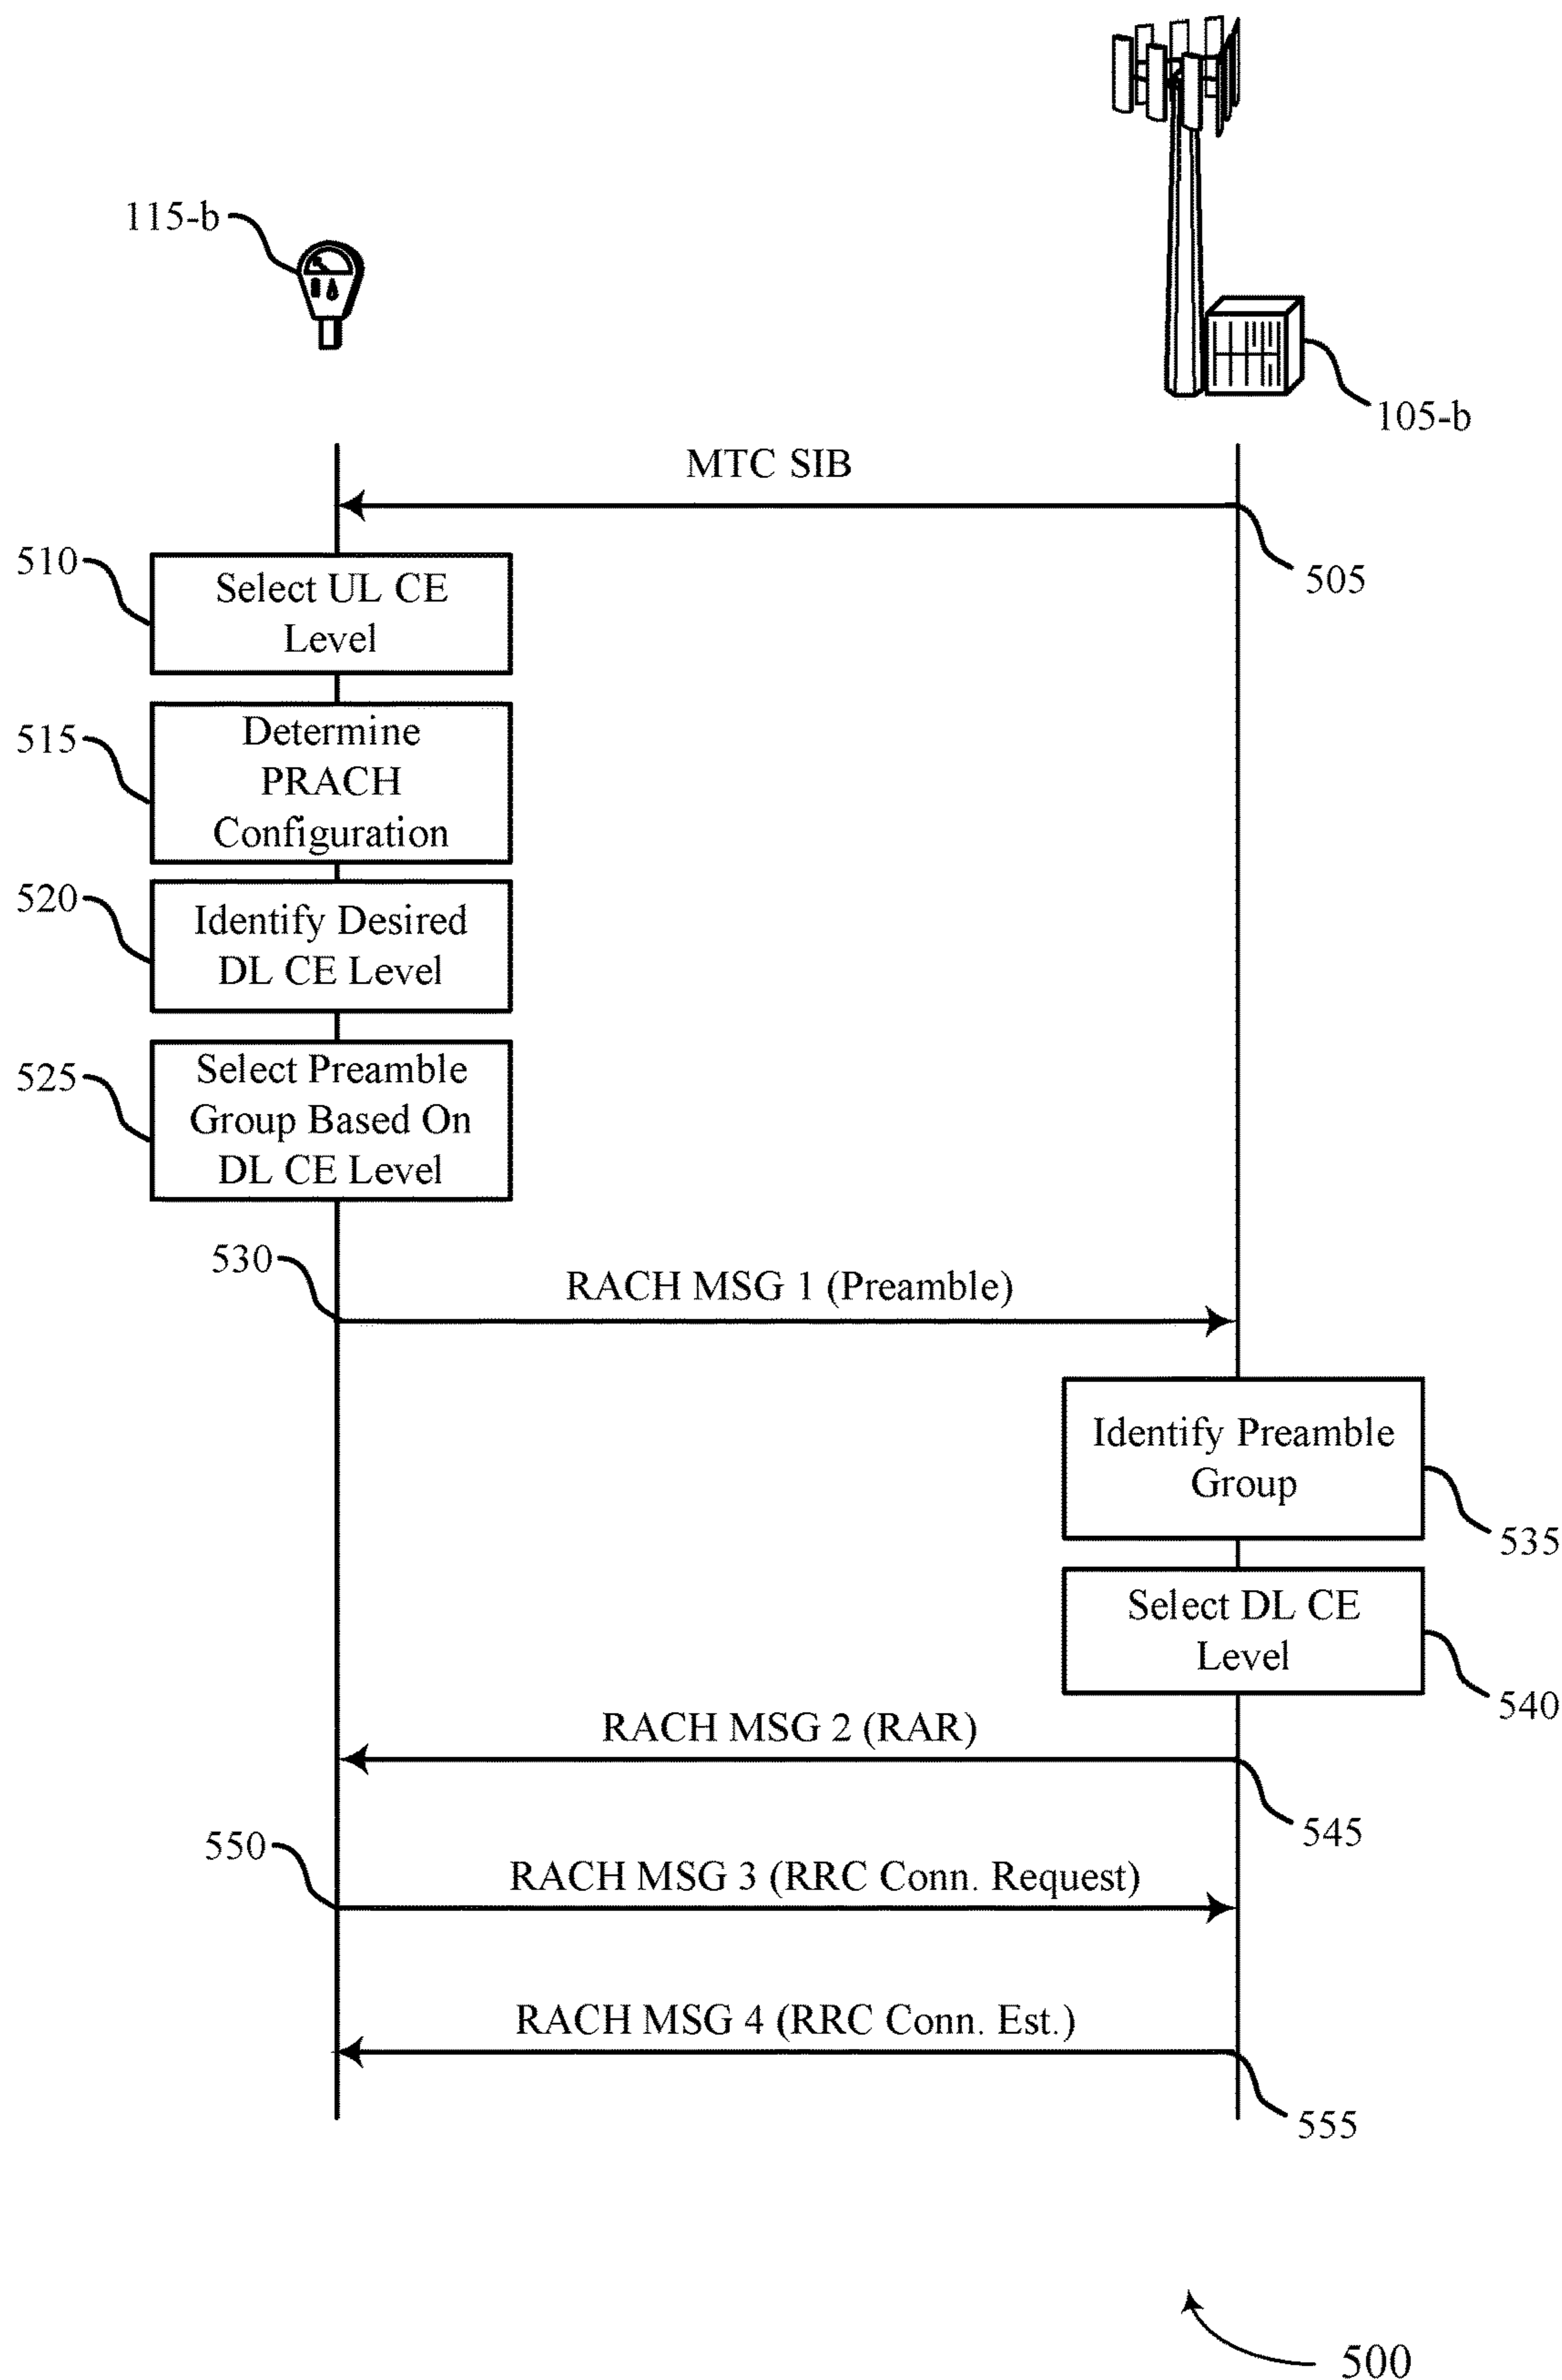 115-b
105-b
MTC SIB
505
510
Select UL CE
Level
515
Determine
PRACH
Configuration
520
Identify Desired
DL CE Level
525
Select Preamble
Group Based On
DL CE Level
530
RACH MSG 1 (Preamble)
Identify Preamble
Group
535
Select DL CE
Level
540
RACH MSG 2 (RAR)
545
550
RACH MSG 3 (RRC Conn. Request)
RACH MSG 4 (RRC Conn. Est.)
555
500